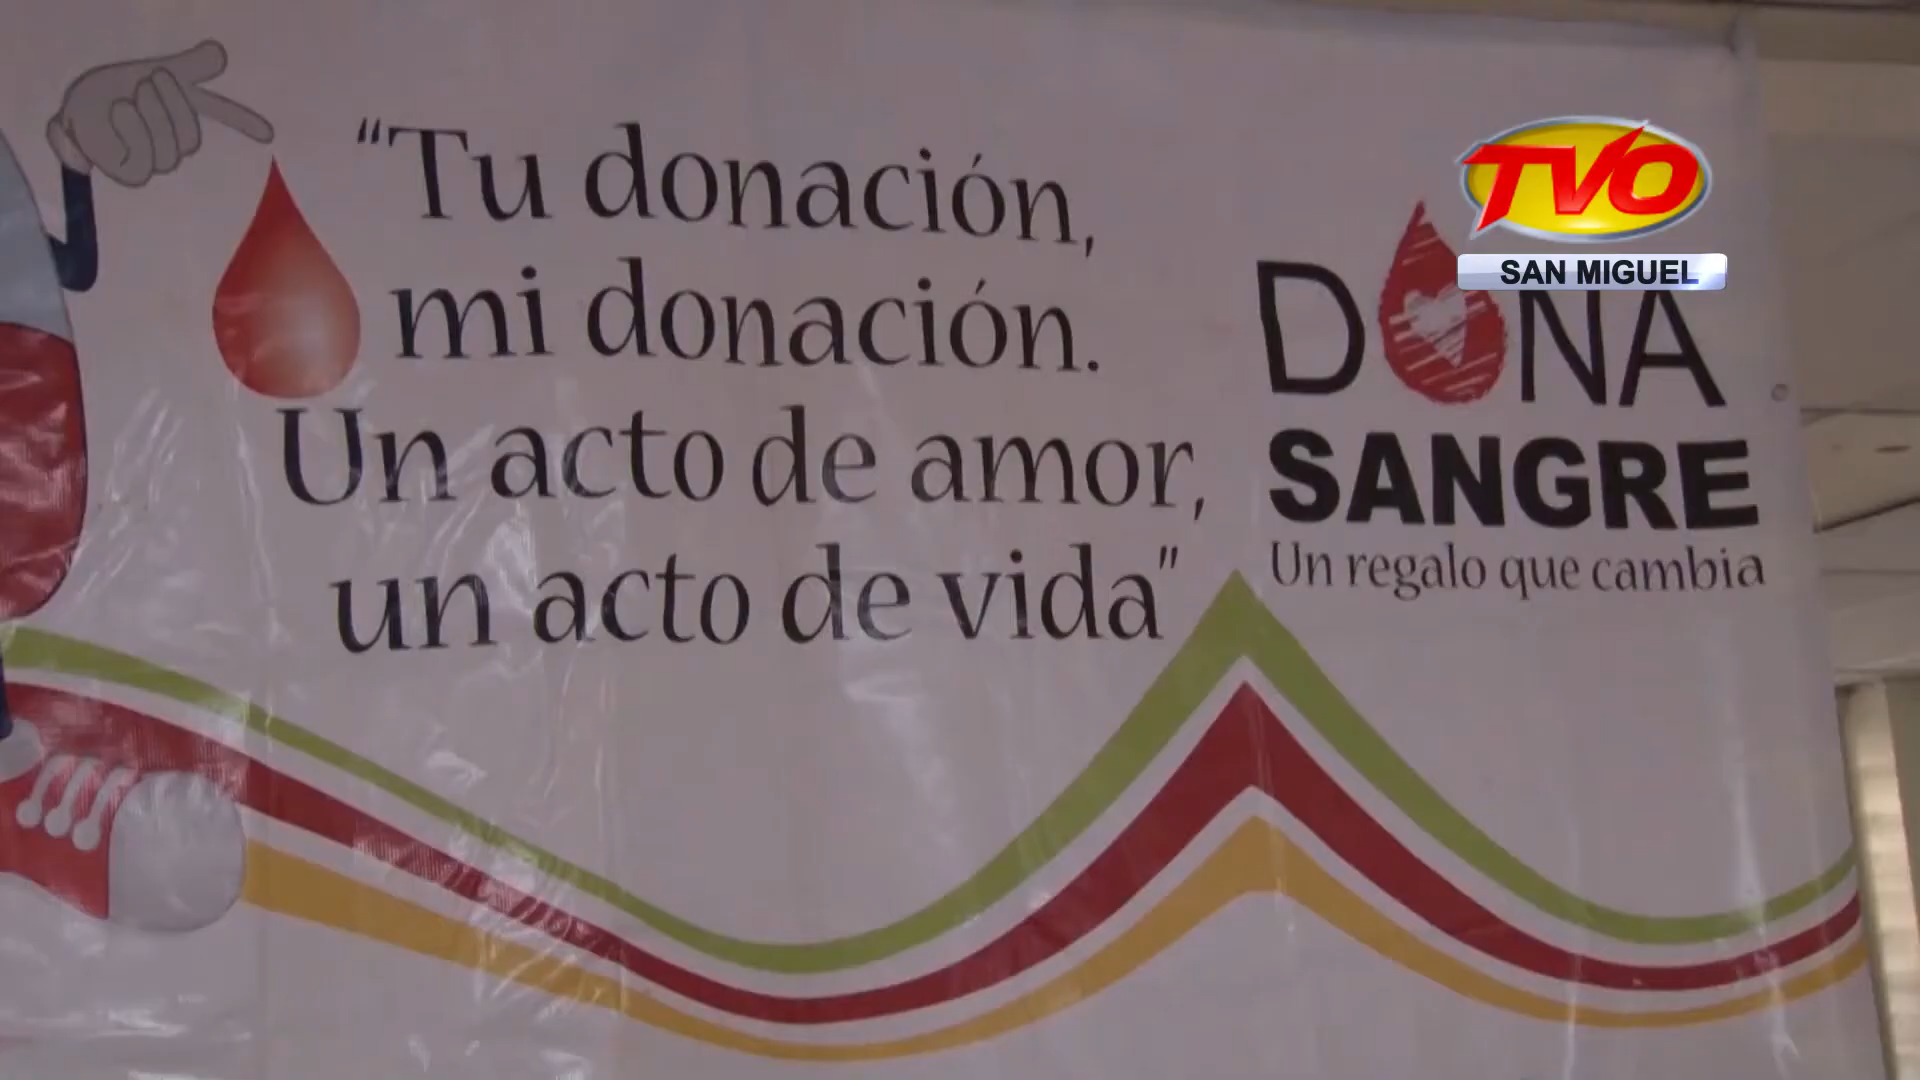 “Tu donación,
mi donación.
Un acto de amor,
un acto de vida”
TVO
SAN MIGUEL
DONA
SANGRE
Un regalo que cambia